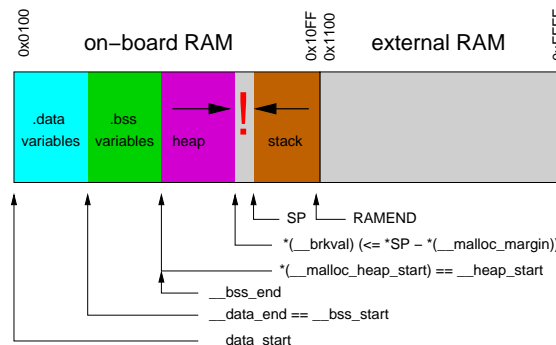 0x0100
on−board RAM
0x10FF
0x1100
external RAM
.data
variables
.bss
variables
heap
!
stack
SP
RAMEND
*(__brkval) (<= *SP − *(__malloc_margin))
*(__malloc_heap_start) == __heap_start
__bss_end
__data_end == __bss_start
__data_start